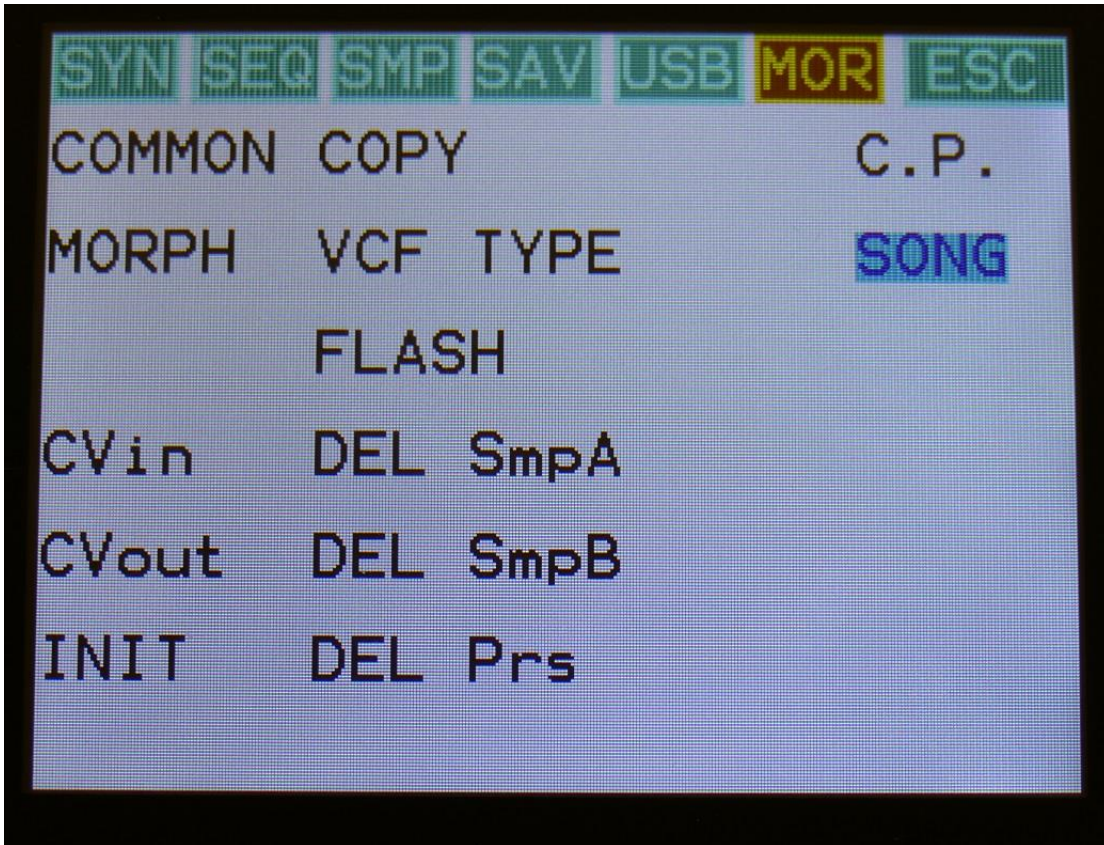 SYN SEQ SMP SAV USB MOR ESC
COMMON COPY C.P.
MORPH VCF TYPE SONG
FLASH
CVin DEL SmpA
CVout DEL SmpB
INIT DEL Prs